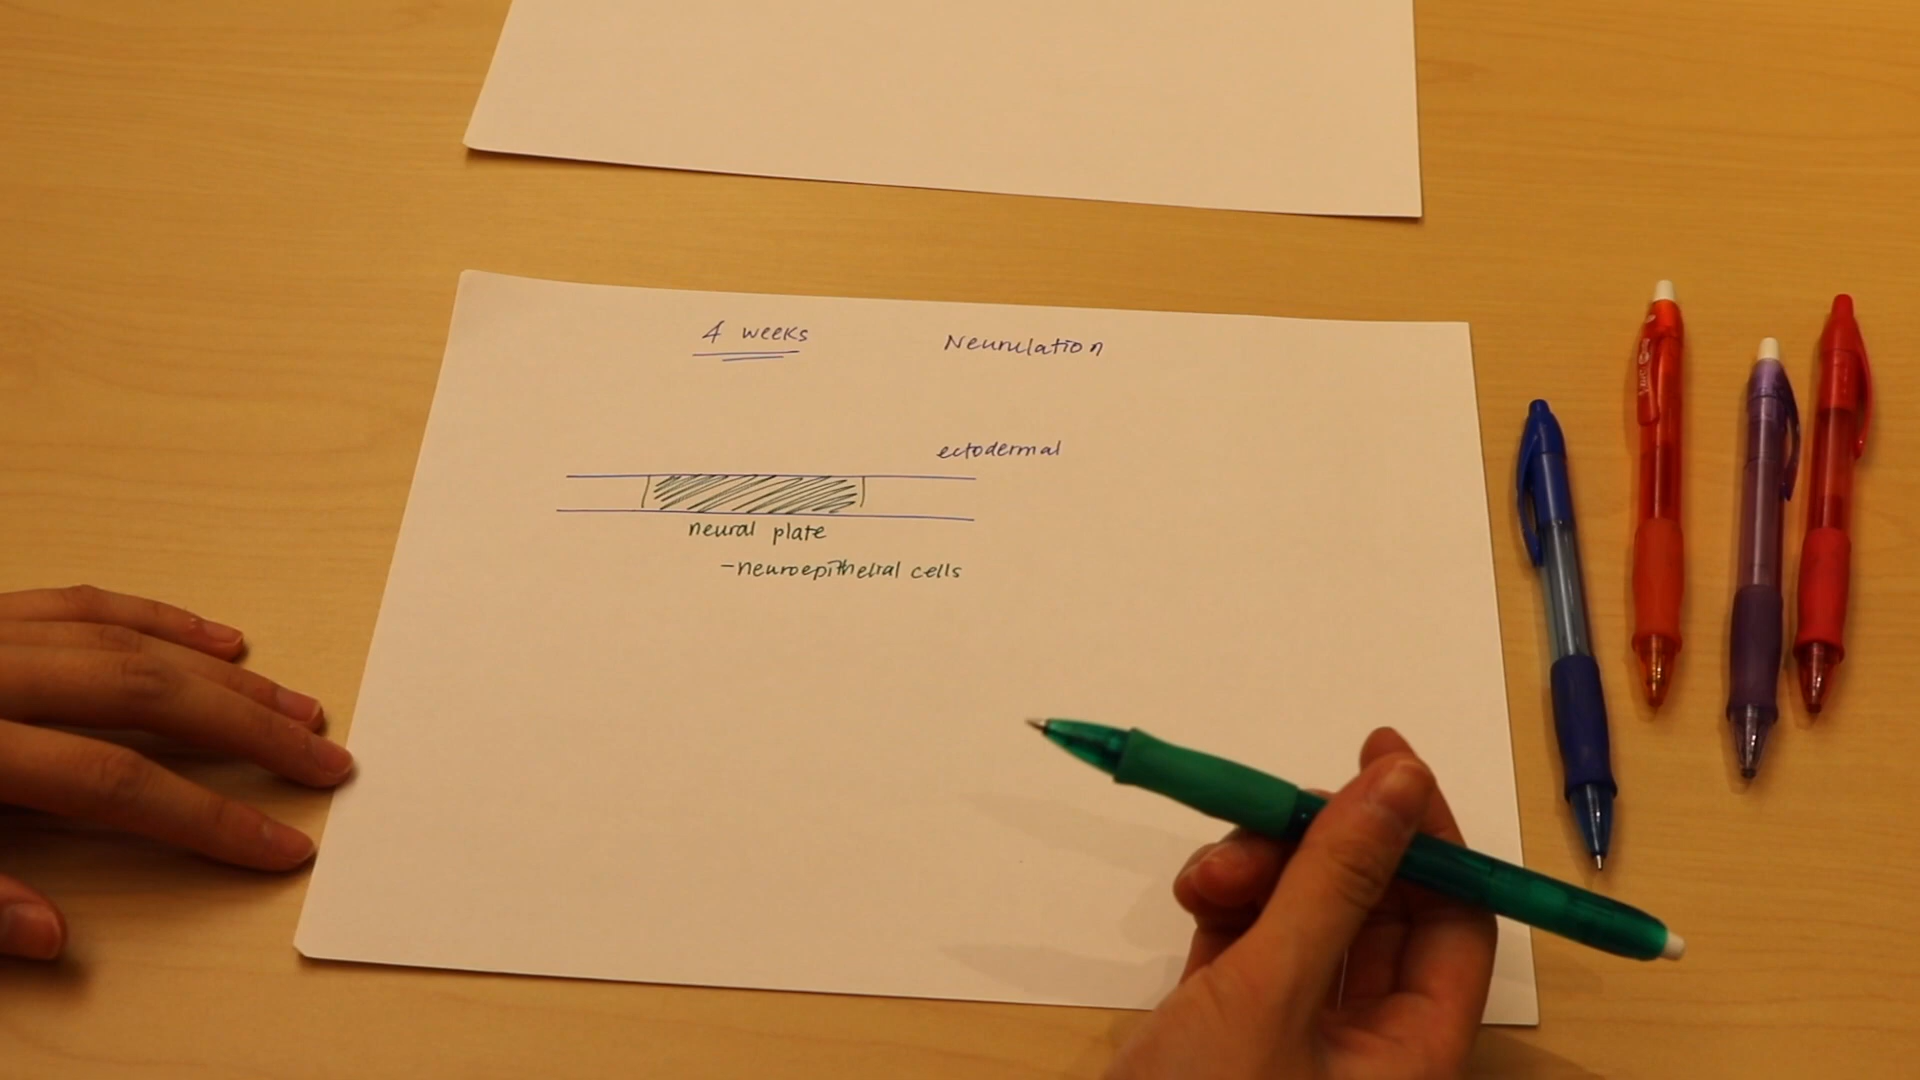 4 weeks
Neurulation
ectodermal
neural plate
-neuroepithelial cells